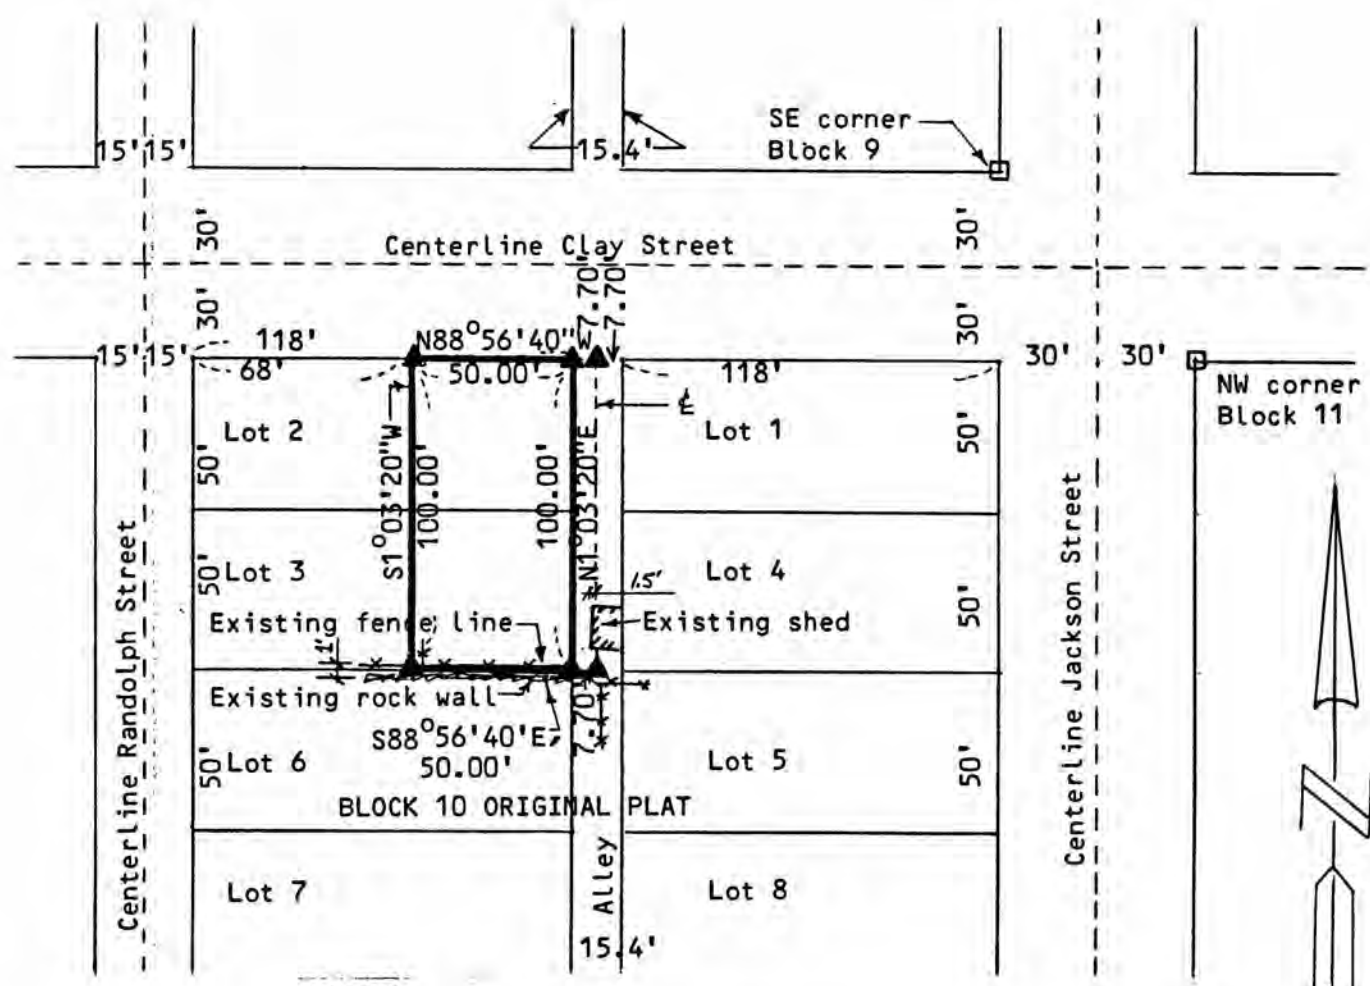 SE corner
Block 9
15'15'
15.4'
30'
30'
Centerline Clay Street
7.70'
7.70'
30'
30'
15'15'
118'
N88°56'40"W
30'
30'
68'
50.00'
118'
NW corner
Block 11
Lot 2
Lot 1
50'
50'
S1°03'20"W
100.00'
100.00'
N1°03'20"E
Lot 3
Lot 4
50'
50'
1.5'
Existing fence line
Existing shed
1'
Existing rock wall
7.70
S88°56'40'E
50.00'
Lot 6
Lot 5
50'
50'
BLOCK 10 ORIGINAL PLAT
Lot 7
Lot 8
Alley
15.4'
Centerline Randolph Street
Centerline Jackson Street
N